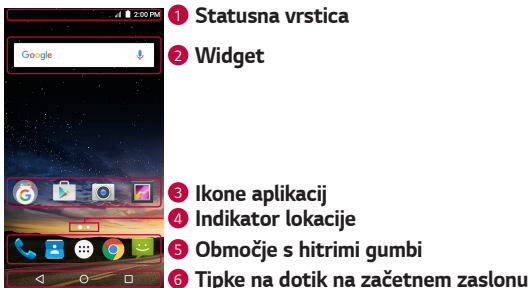 2:00 PM
1 Statusna vrstica
Google
2 Widget
3 Ikone aplikacij
4 Indikator lokacije
5 Območje s hitrimi gumbi
6 Tipke na dotik na začetnem zaslonu